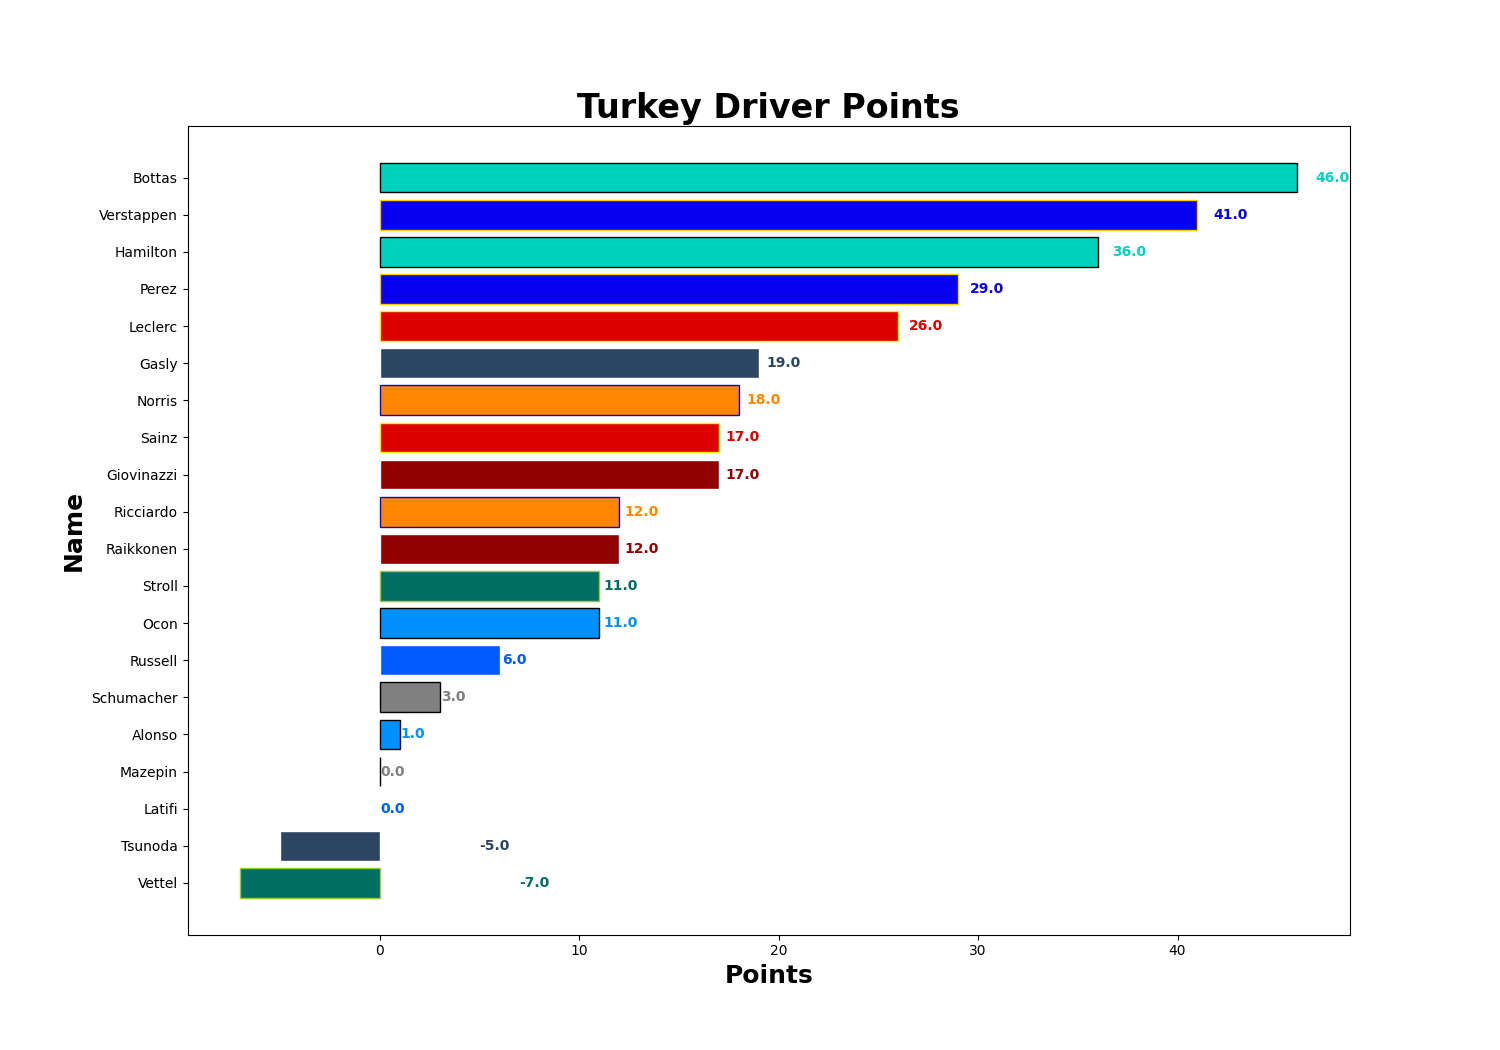 Turkey Driver Points
Bottas 46.0
Verstappen 41.0
Hamilton 36.0
Perez 29.0
Leclerc 26.0
Gasly 19.0
Norris 18.0
Sainz 17.0
Giovinazzi 17.0
Ricciardo 12.0
Raikkonen 12.0
Stroll 11.0
Ocon 11.0
Russell 6.0
Schumacher 3.0
Alonso 1.0
Mazepin 0.0
Latifi 0.0
Tsunoda -5.0
Vettel -7.0
Name
0 10 20 30 40
Points